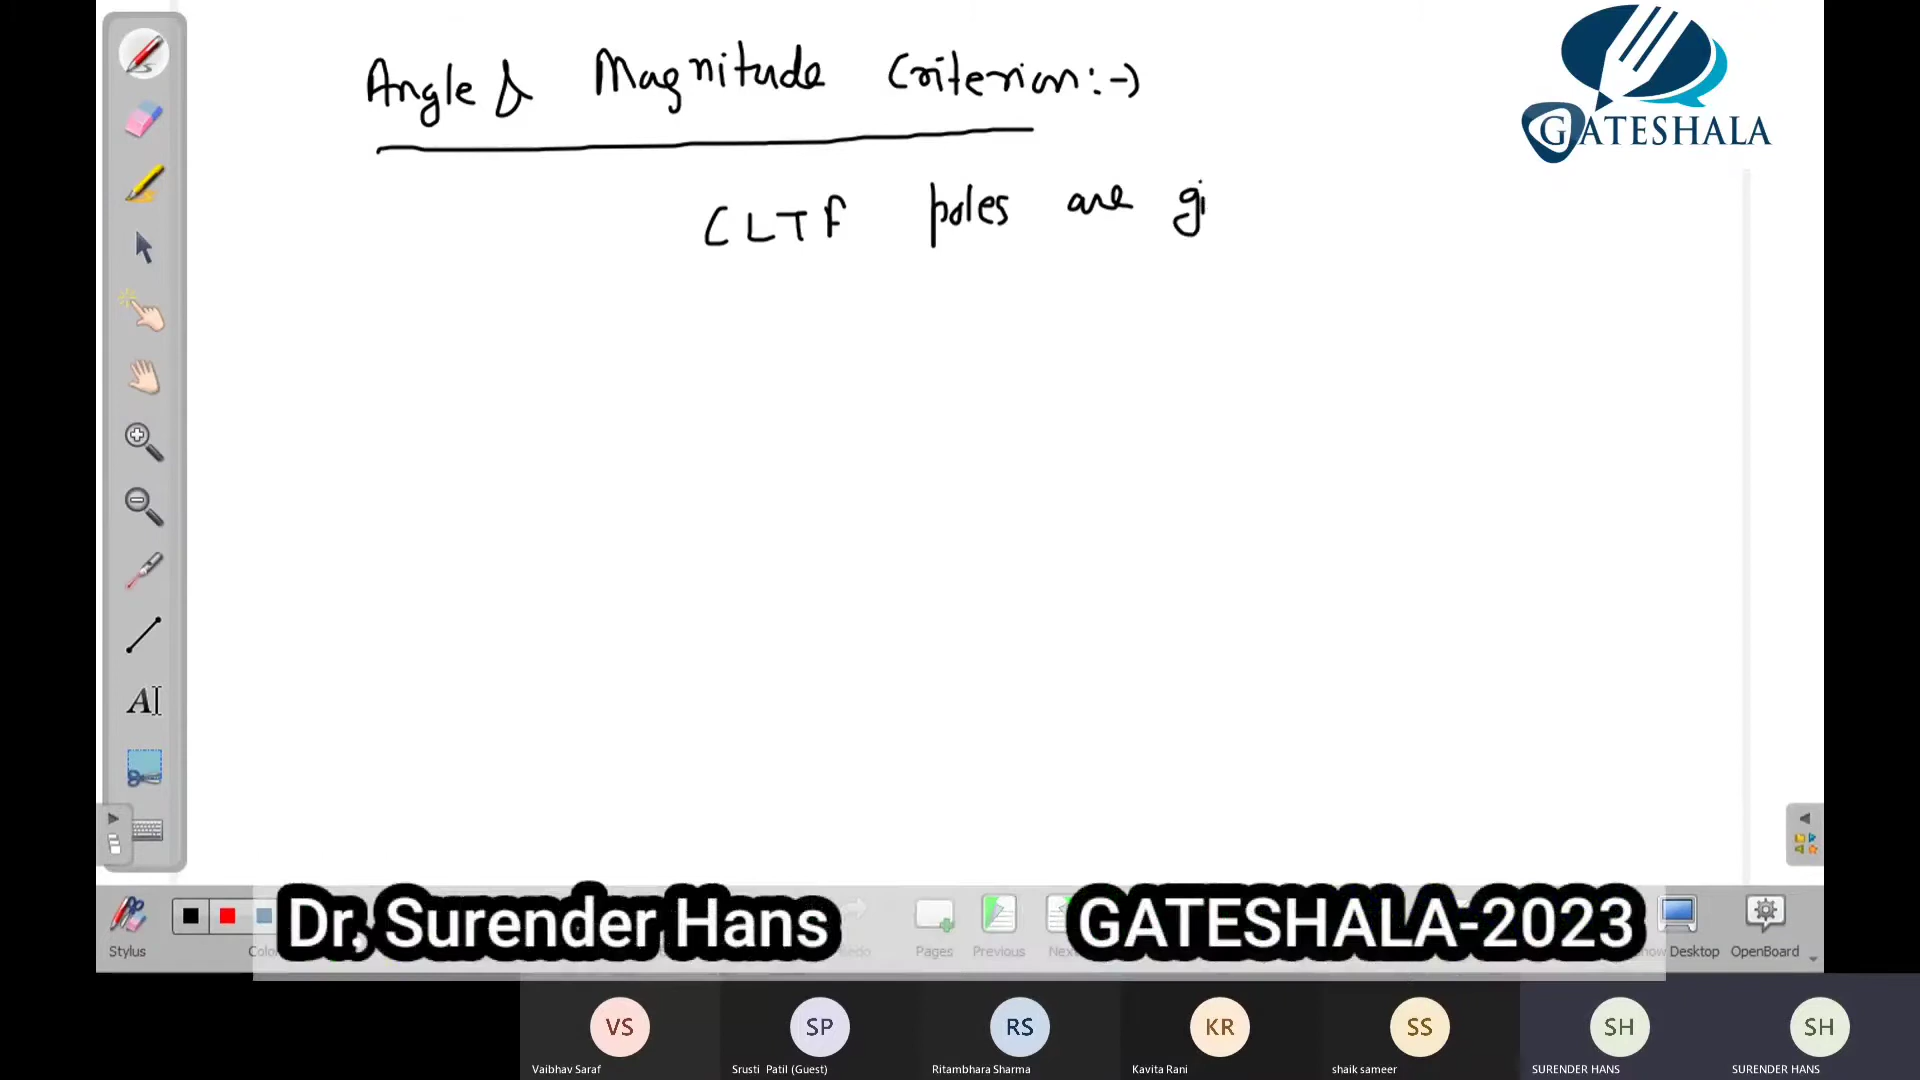 Angle & Magnitude Criterion:→
GATESHALA
CLTF poles are gi
A
Dr, Surender Hans
GATESHALA-2023
Stylus
Pages
Previous
Next
Desktop
OpenBoard
VS
SP
RS
KR
SS
SH
SH
Vaibhav Saraf
Srusti Patil (Guest)
Ritambhara Sharma
Kavita Rani
shaik sameer
SURENDER HANS
SURENDER HANS